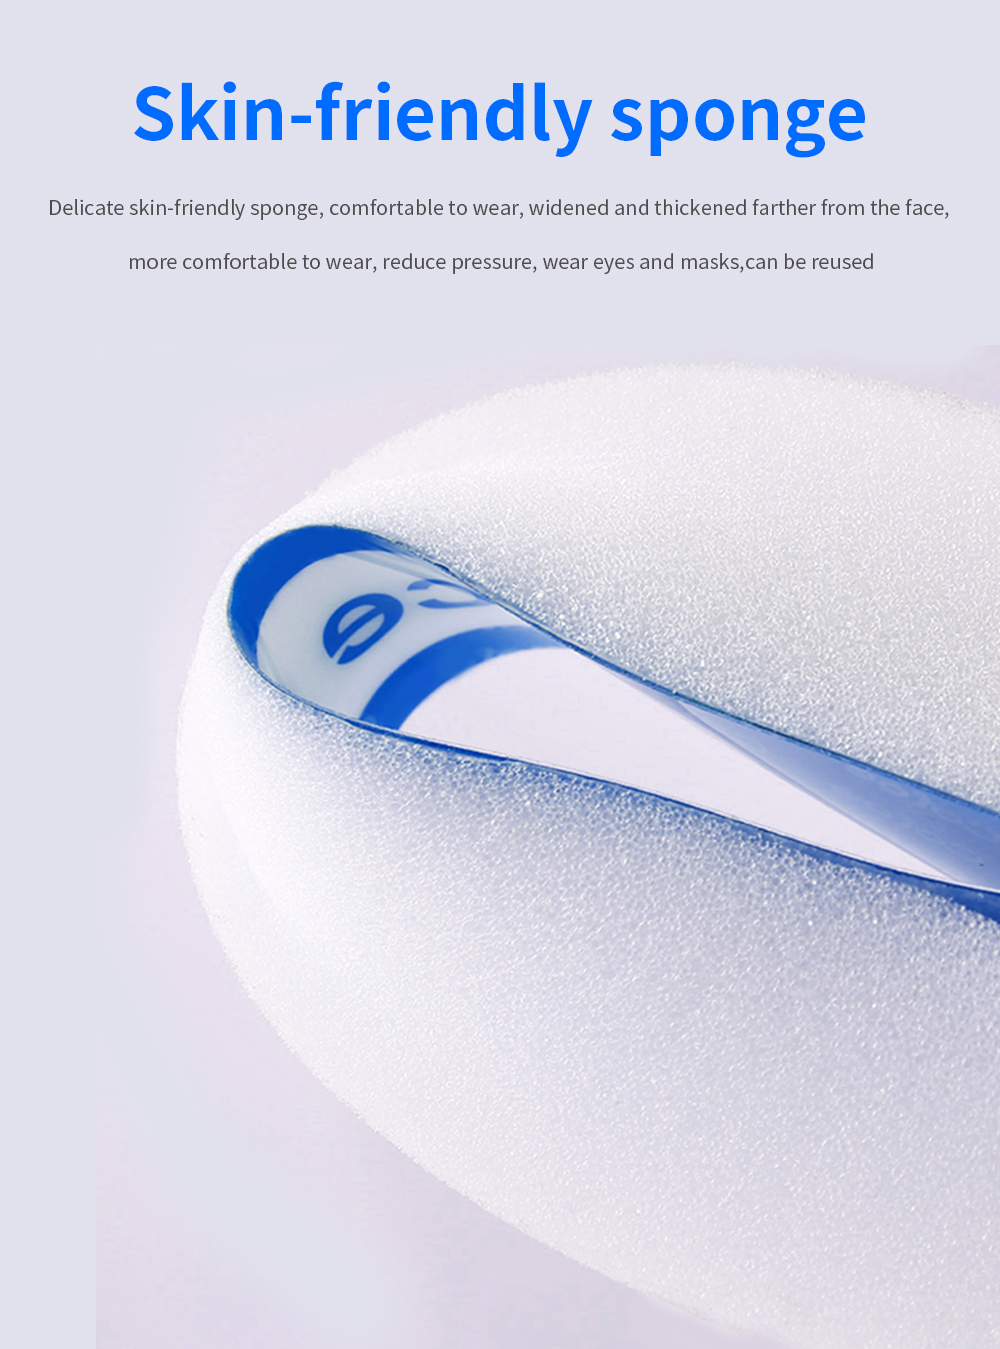 Skin-friendly sponge
Delicate skin-friendly sponge, comfortable to wear, widened and thickened farther from the face,
more comfortable to wear, reduce pressure, wear eyes and masks,can be reused